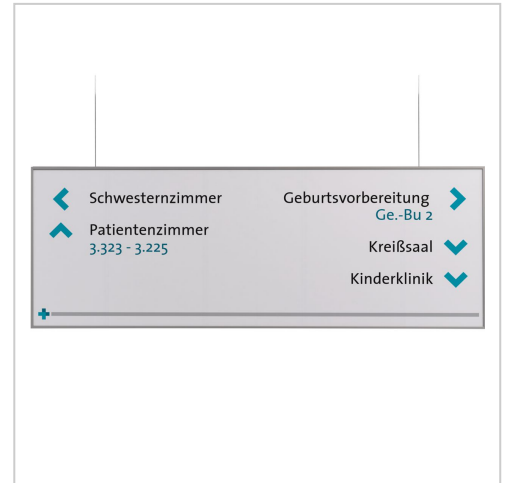 Schwesternzimmer
Patientenzimmer
3.323 - 3.225
Geburtsvorbereitung
Ge.-Bu 2
Kreißsaal
Kinderklinik